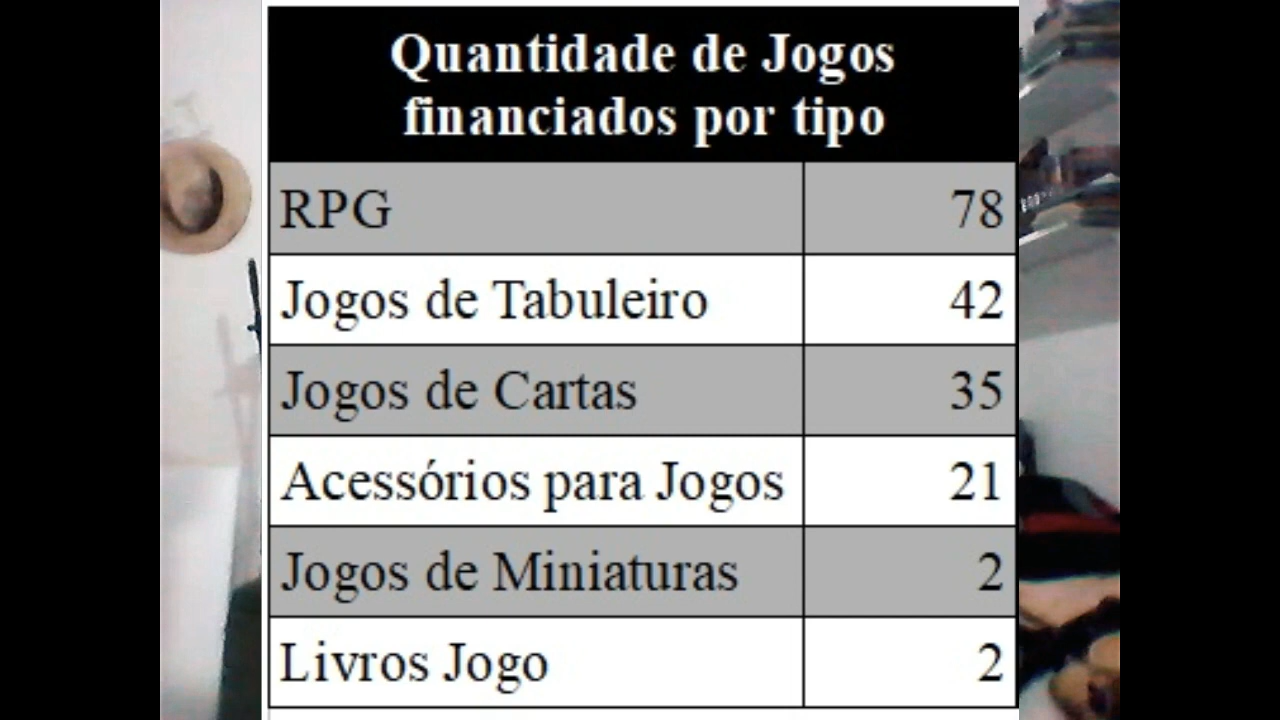 Quantidade de Jogos
financiados por tipo
RPG 78
Jogos de Tabuleiro 42
Jogos de Cartas 35
Acessórios para Jogos 21
Jogos de Miniaturas 2
Livros Jogo 2